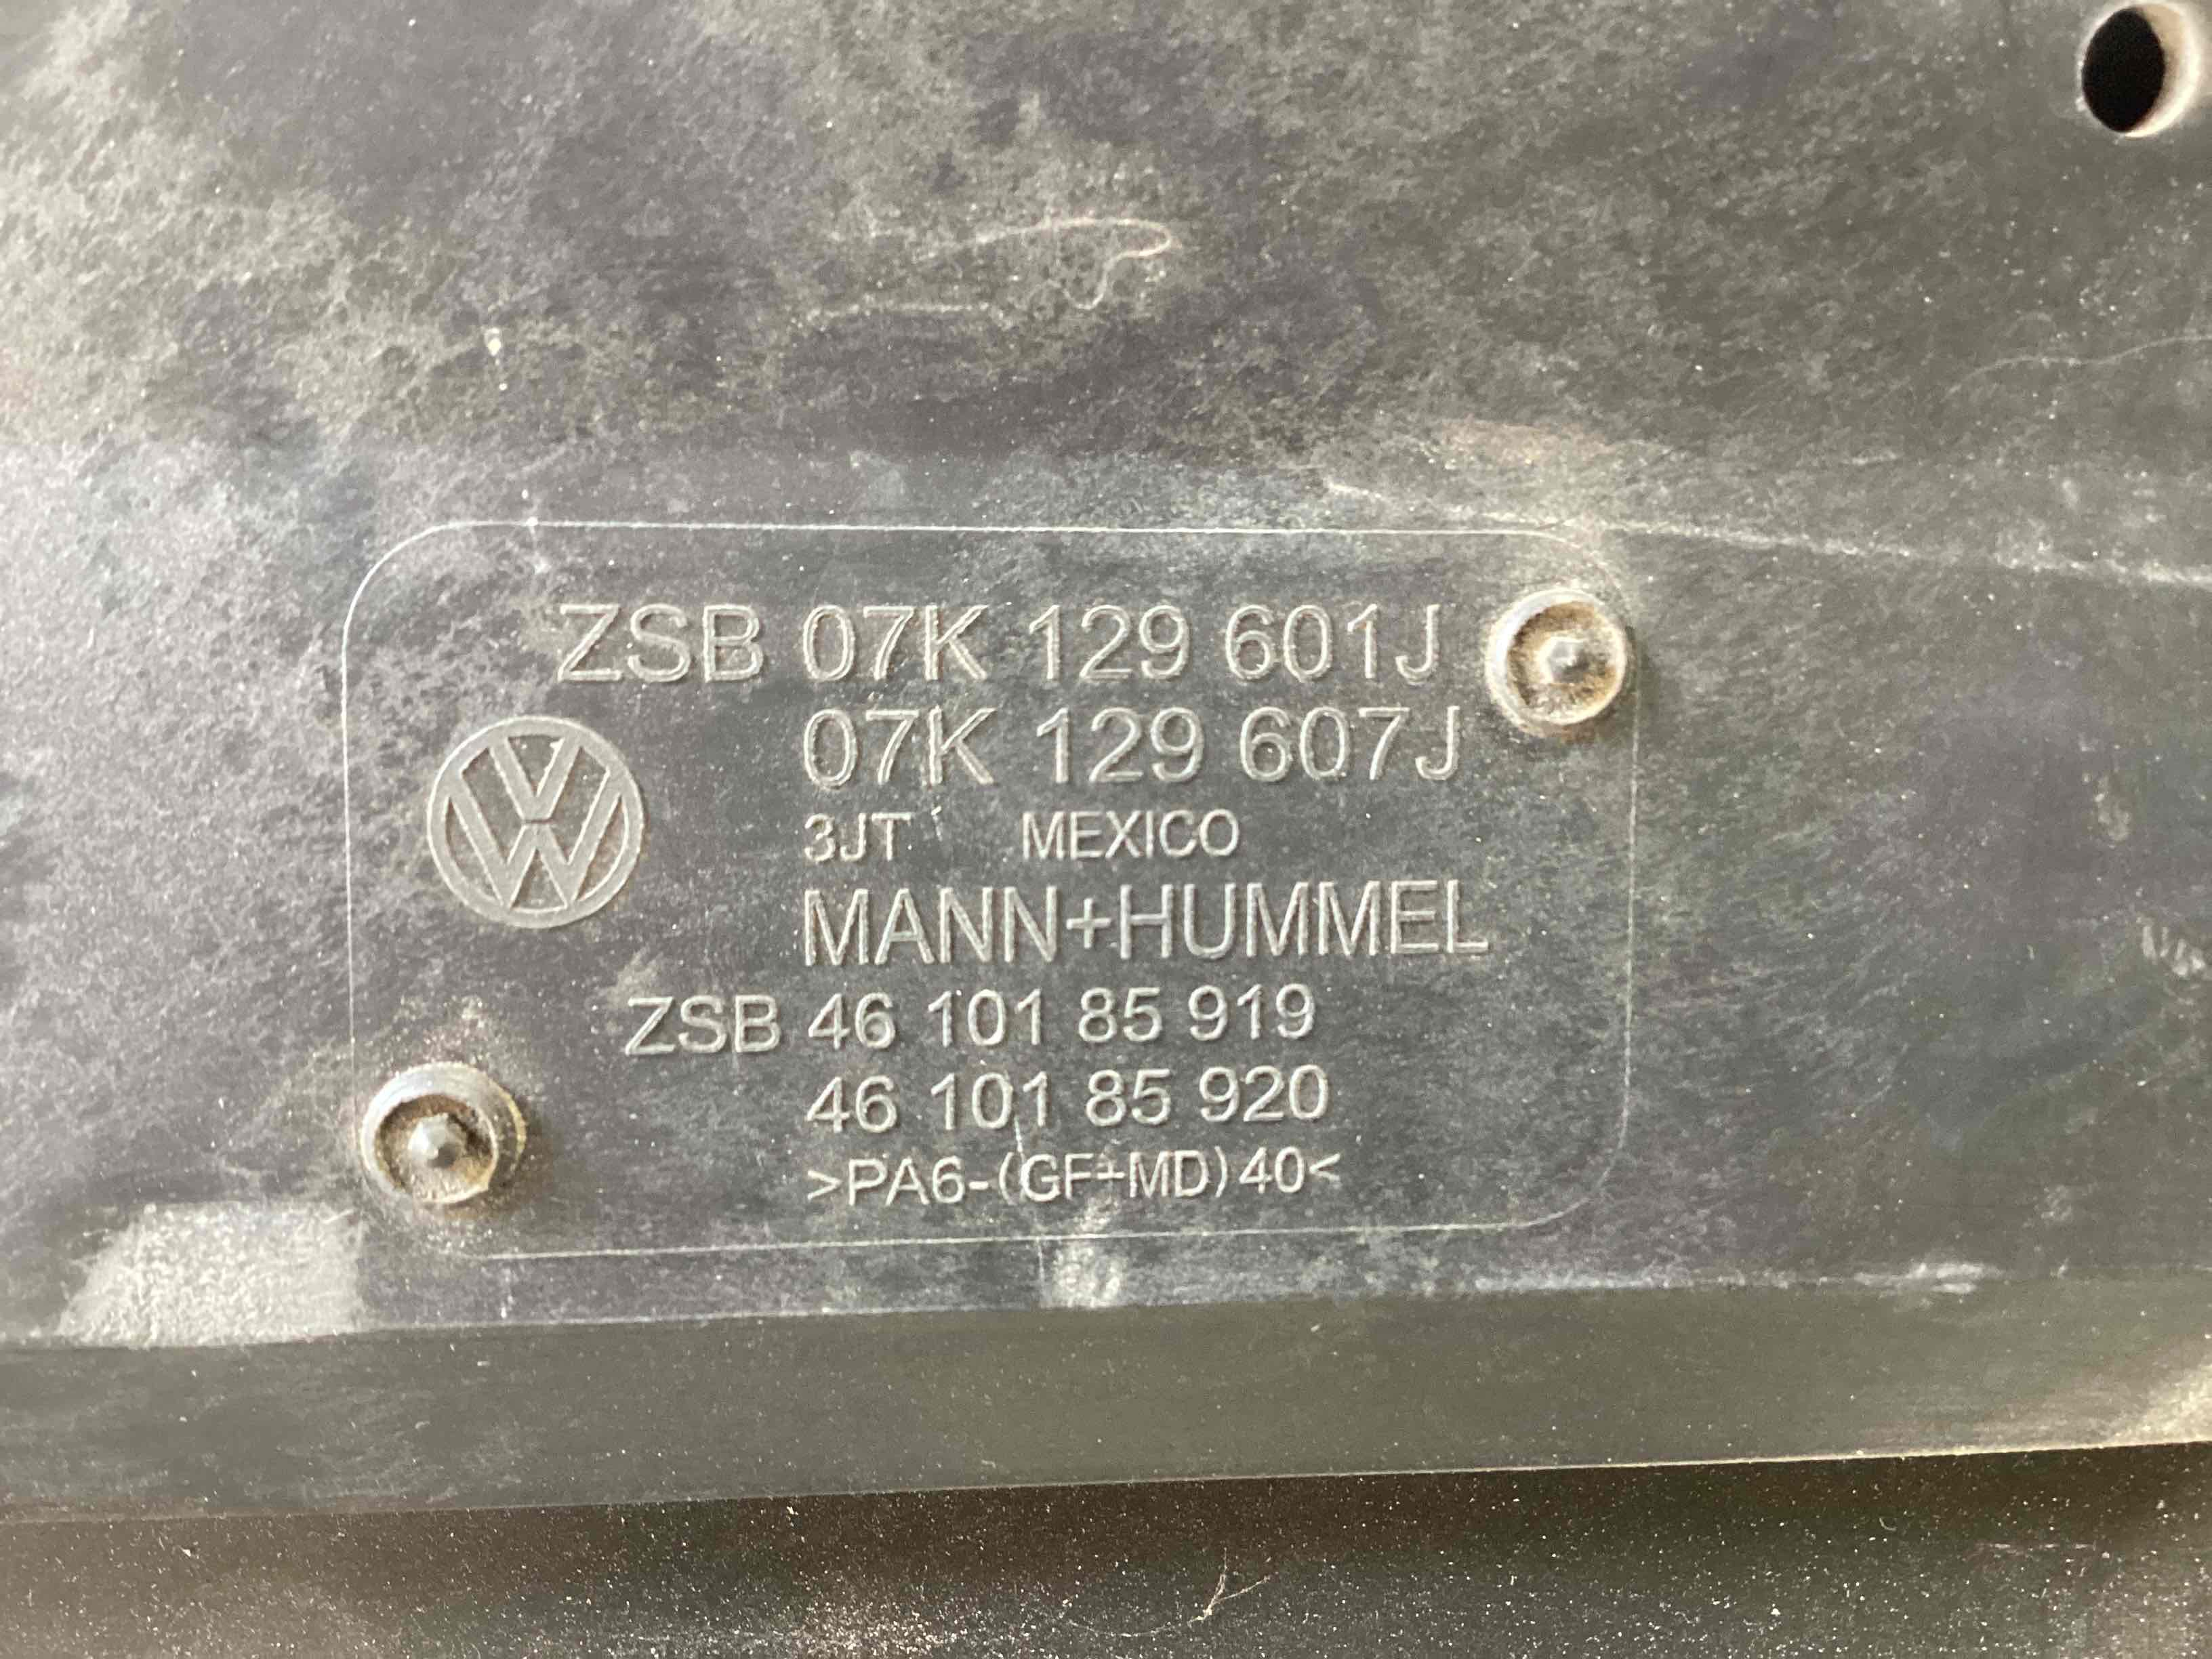 ZSB 07K 129 601J
07K 129 607J
3JT MEXICO
MANN+HUMMEL
ZSB 46 101 85 919
46 101 85 920
>PA6-(GF+MD)40<